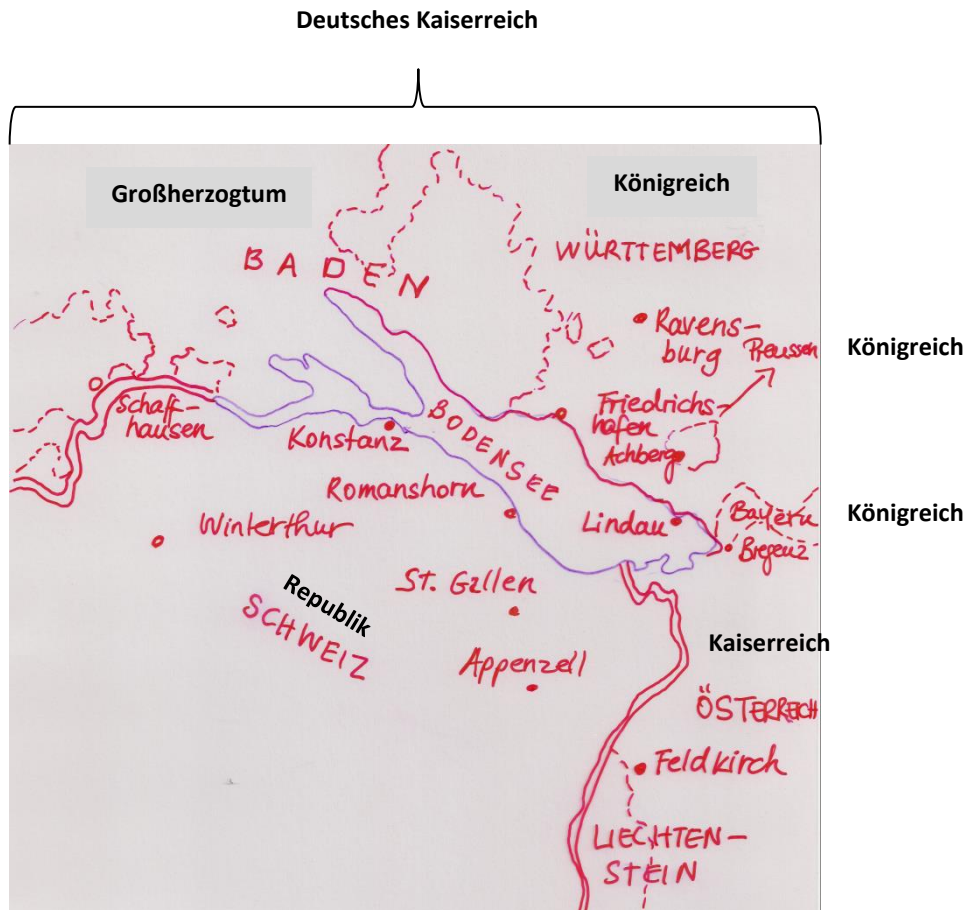 Deutsches Kaiserreich
Großherzogtum
Königreich
BADEN
WÜRTTEMBERG
Ravens-
burg
Preussen
Königreich
Schaff-
hausen
Konstanz
BODENSEE
Friedrichs-
hafen
Achberg
Romanshorn
Winterthur
Lindau
Bayern
Königreich
Bregenz
St. Gallen
Republik
SCHWEIZ
Appenzell
Kaiserreich
ÖSTERREICH
Feldkirch
LIECHTEN-
STEIN